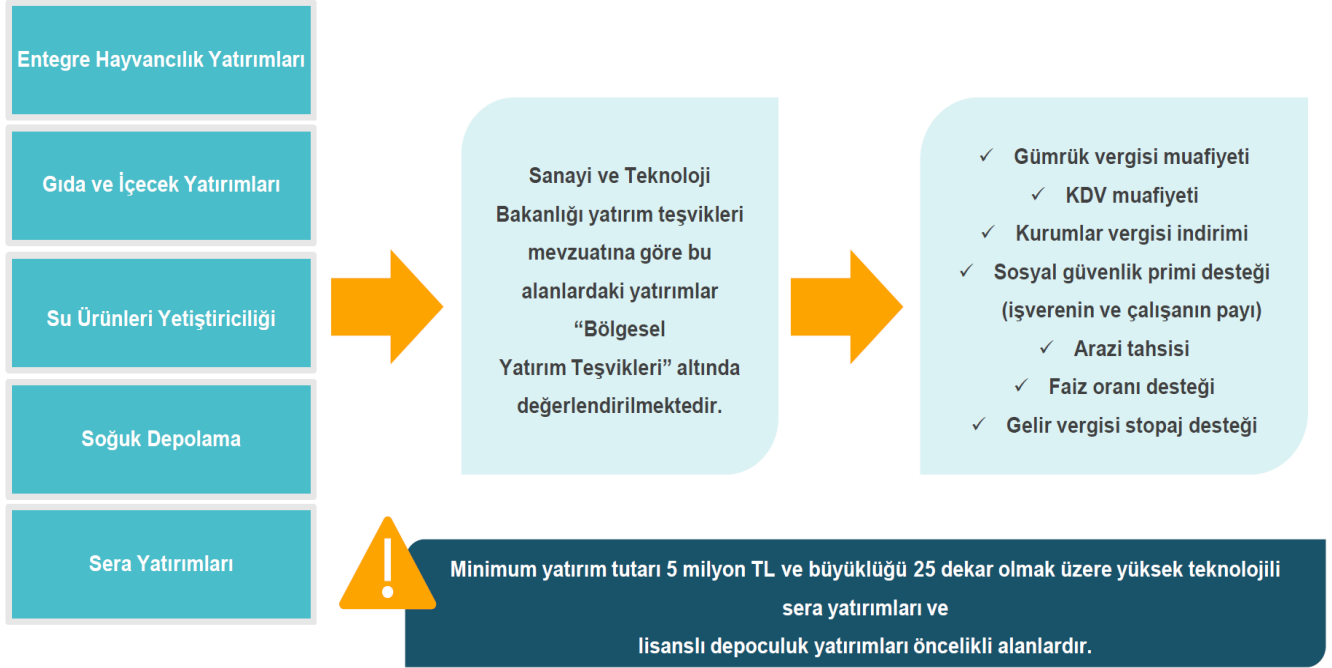 Entegre Hayvancılık Yatırımları
Gıda ve İçecek Yatırımları
Su Ürünleri Yetiştiriciliği
Soğuk Depolama
Sera Yatırımları
Sanayi ve Teknoloji
Bakanlığı yatırım teşvikleri
mevzuatına göre bu
alanlardaki yatırımlar
“Bölgesel
Yatırım Teşvikleri” altında
değerlendirilmektedir.
✓ Gümrük vergisi muafiyeti
✓ KDV muafiyeti
✓ Kurumlar vergisi indirimi
✓ Sosyal güvenlik primi desteği
(işverenin ve çalışanın payı)
✓ Arazi tahsisi
✓ Faiz oranı desteği
✓ Gelir vergisi stopaj desteği
Minimum yatırım tutarı 5 milyon TL ve büyüklüğü 25 dekar olmak üzere yüksek teknolojili
sera yatırımları ve
lisanslı depoculuk yatırımları öncelikli alanlardır.